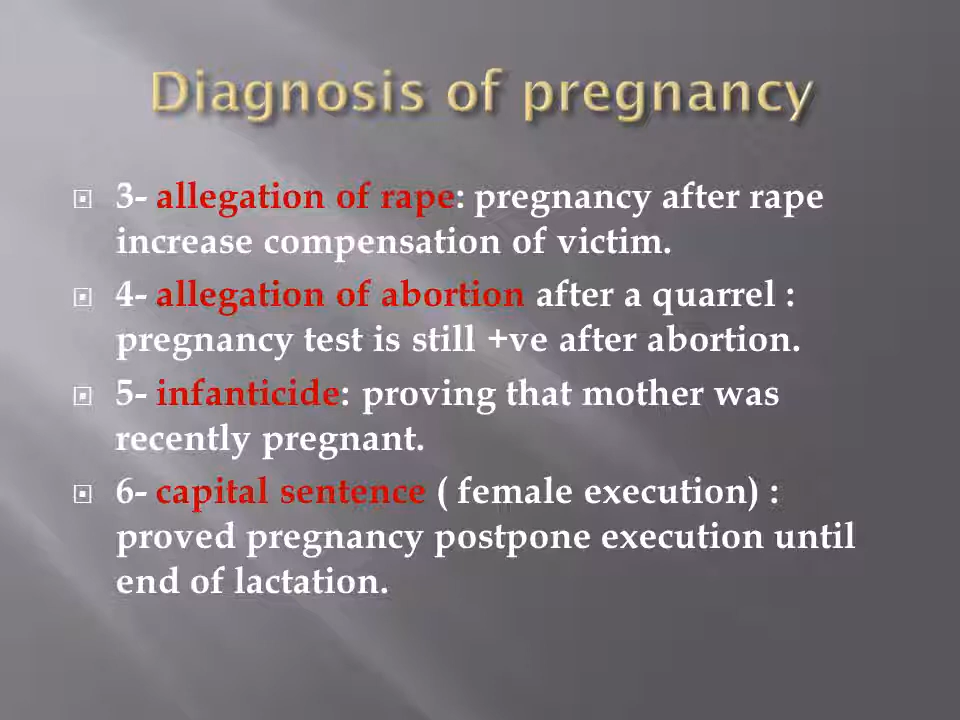 Diagnosis of pregnancy
3- allegation of rape: pregnancy after rape
increase compensation of victim.
4- allegation of abortion after a quarrel :
pregnancy test is still +ve after abortion.
5- infanticide: proving that mother was
recently pregnant.
6- capital sentence ( female execution) :
proved pregnancy postpone execution until
end of lactation.